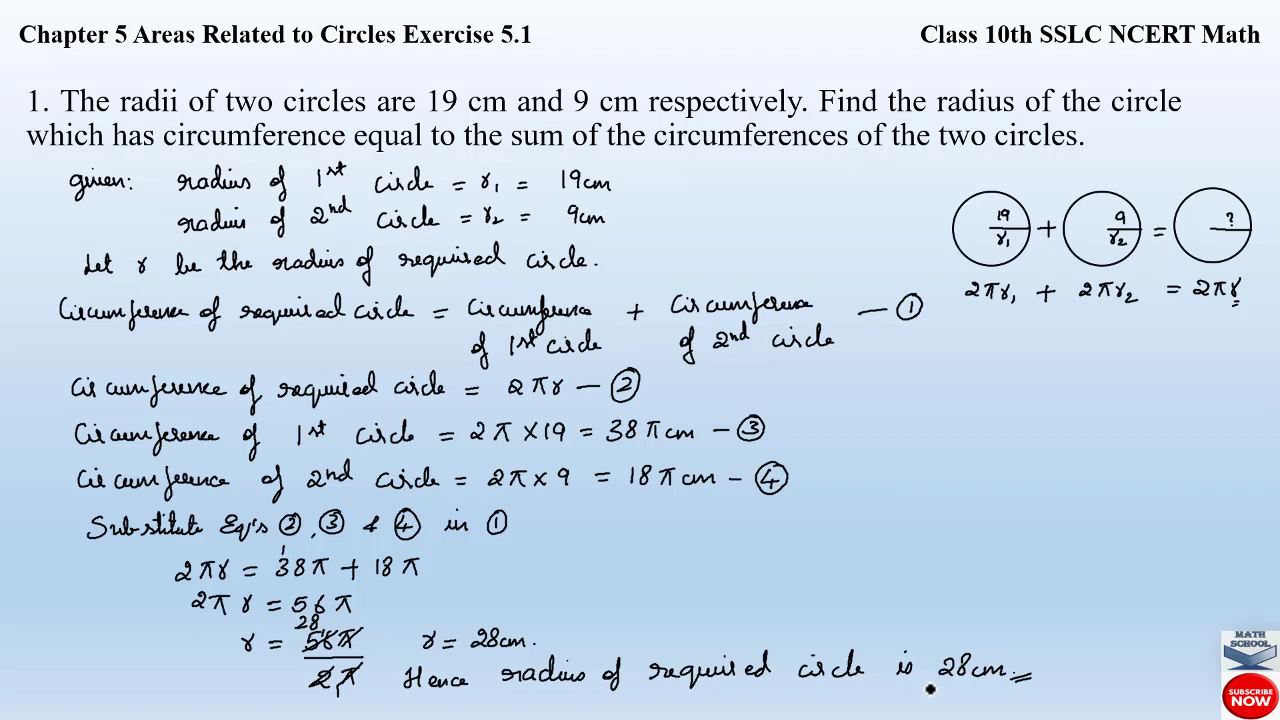 Chapter 5 Areas Related to Circles Exercise 5.1
Class 10th SSLC NCERT Math
1. The radii of two circles are 19 cm and 9 cm respectively. Find the radius of the circle
which has circumference equal to the sum of the circumferences of the two circles.
given: radius of 1st circle = r₁ = 19cm
radius of 2nd circle = r₂ = 9cm
Let r be the radius of required circle.
19/r₁ + 9/r₂ = ?
2πr₁ + 2πr₂ = 2πr
Circumference of required circle = Circumference + Circumference — ①
of 1st circle of 2nd circle
Circumference of required circle = 2πr — ②
Circumference of 1st circle = 2π×19 = 38π cm — ③
Circumference of 2nd circle = 2π×9 = 18π cm — ④
Substitute Eq's ②, ③ & ④ in ①
1
2πr = 38π + 18π
2πr = 56π
28
r = 56π r = 28cm.
2π Hence radius of required circle is 28cm.
1
MATH
SCHOOL
SUBSCRIBE
NOW